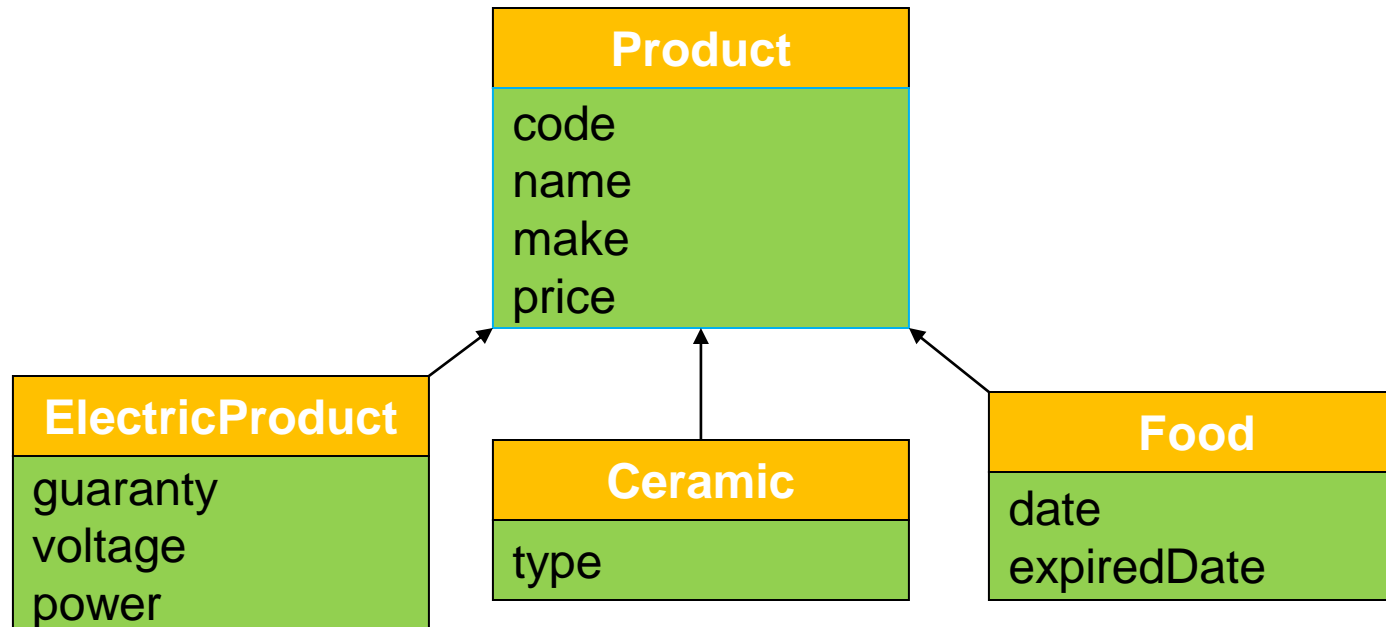 Product
code
name
make
price
ElectricProduct
guaranty
voltage
power
Ceramic
type
Food
date
expiredDate